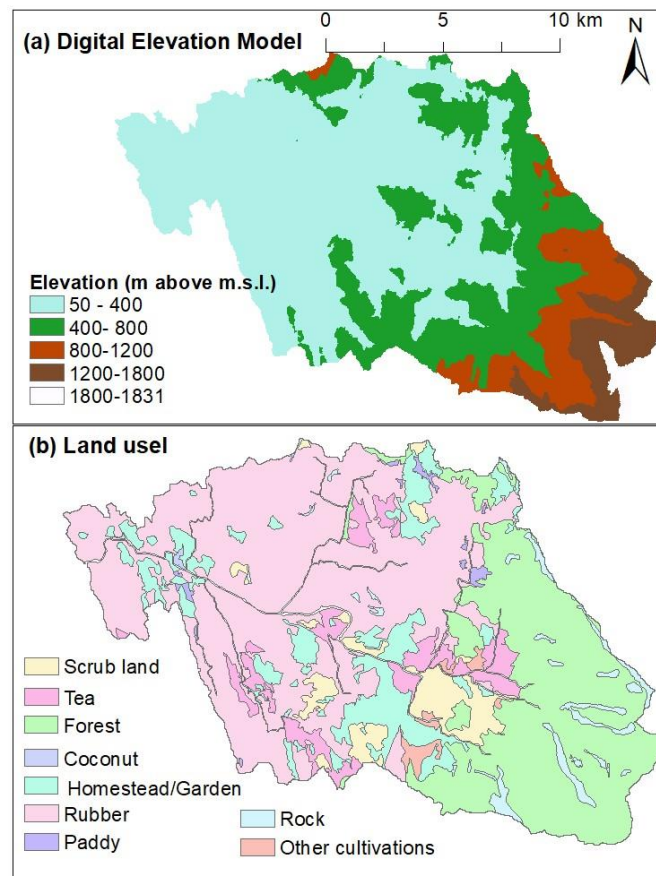 0 5 10 km
(a) Digital Elevation Model
N
Elevation (m above m.s.l.)
50 - 400
400- 800
800-1200
1200-1800
1800-1831
(b) Land usel
Scrub land
Tea
Forest
Coconut
Homestead/Garden
Rubber
Paddy
Rock
Other cultivations